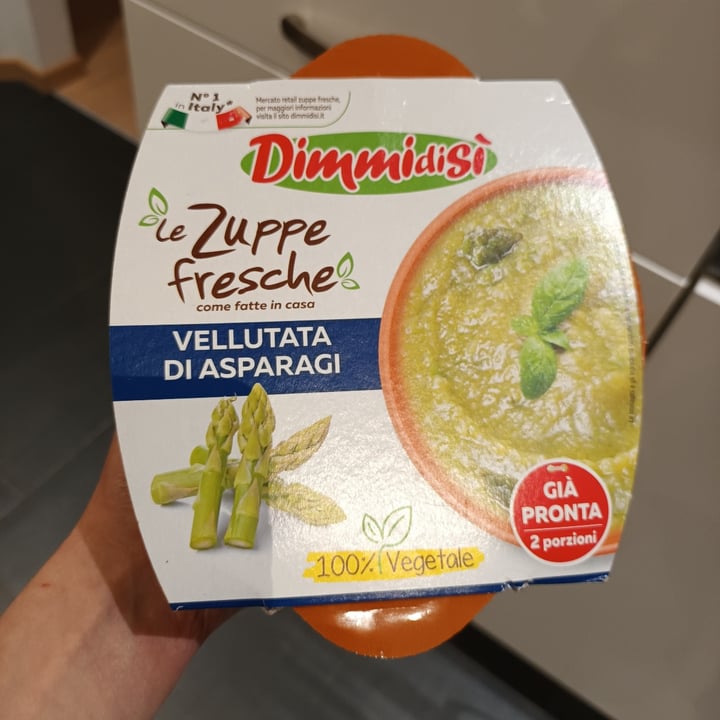 N° 1
in Italy*
Mercato retail zuppe fresche,
per maggiori informazioni
visita il sito dimmidisi.it
DimmidiSì
Le Zuppe
fresche
come fatte in casa
VELLUTATA
DI ASPARAGI
GIÀ
PRONTA
2 porzioni
100% Vegetale